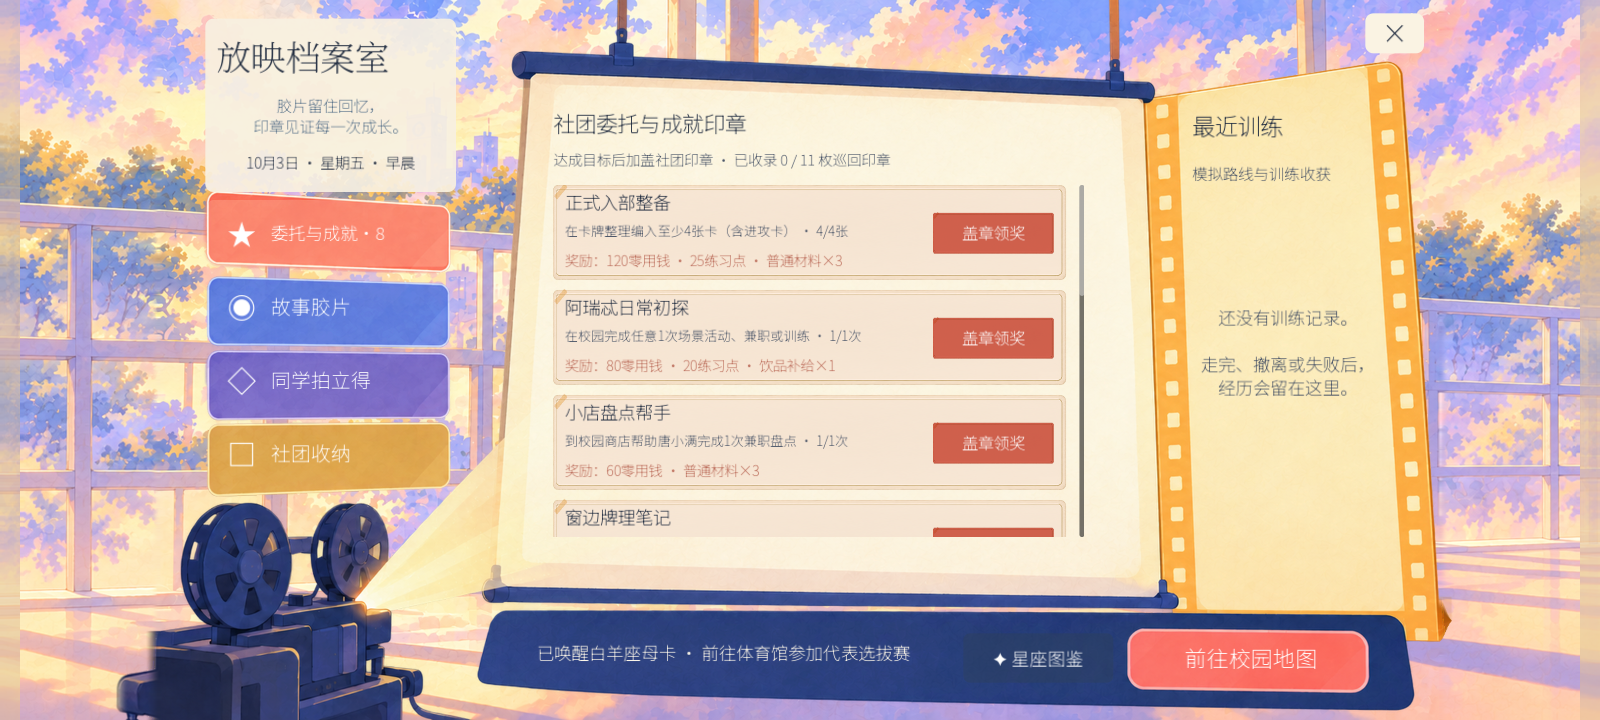 放映档案室
胶片留住回忆，
印章见证每一次成长。
10月3日 · 星期五 · 早晨
委托与成就 · 8
故事胶片
同学拍立得
社团收纳
社团委托与成就印章
达成目标后加盖社团印章 · 已收录 0 / 11 枚巡回印章
正式入部整备
在卡牌整理编入至少4张卡（含进攻卡） · 4/4张
奖励：120零用钱 · 25练习点 · 普通材料×3
盖章领奖
阿瑞忒日常初探
在校园完成任意1次场景活动、兼职或训练 · 1/1次
奖励：80零用钱 · 20练习点 · 饮品补给×1
盖章领奖
小店盘点帮手
到校园商店帮助唐小满完成1次兼职盘点 · 1/1次
奖励：60零用钱 · 普通材料×3
盖章领奖
窗边牌理笔记
最近训练
模拟路线与训练收获
还没有训练记录。
走完、撤离或失败后，
经历会留在这里。
已唤醒白羊座母卡 · 前往体育馆参加代表选拔赛
✦ 星座图鉴
前往校园地图